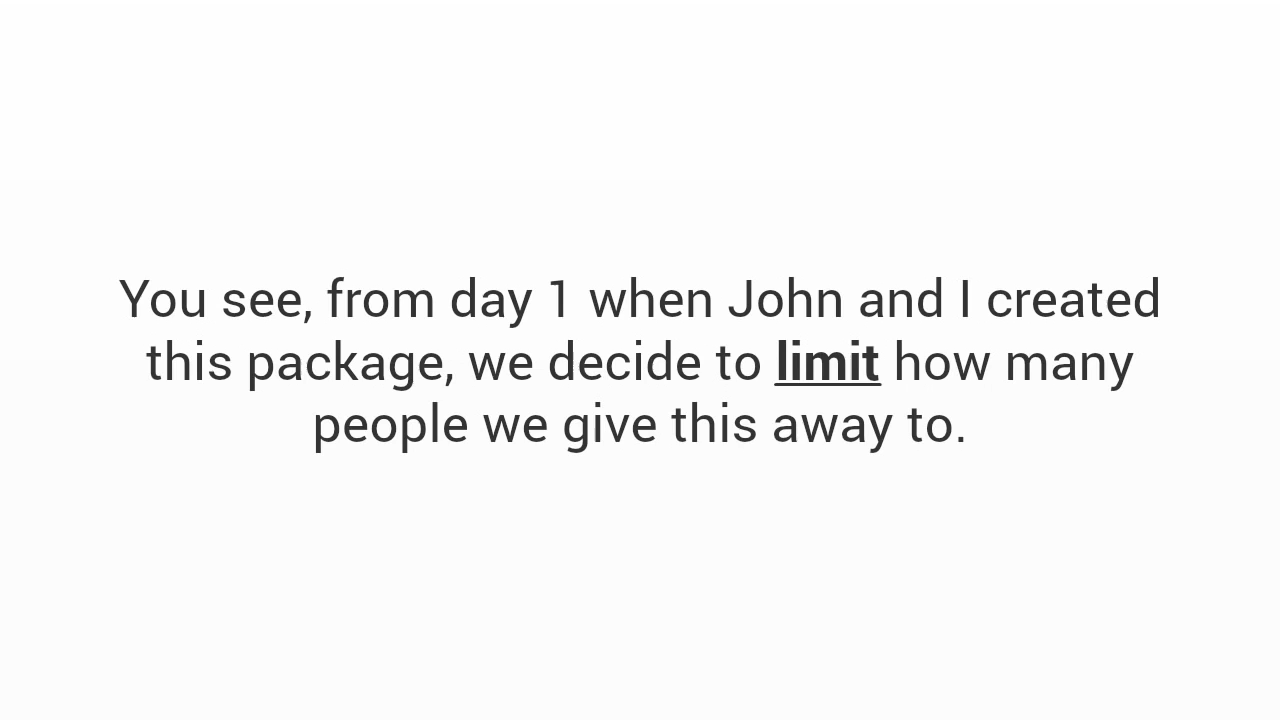 You see, from day 1 when John and I created
this package, we decide to limit how many
people we give this away to.